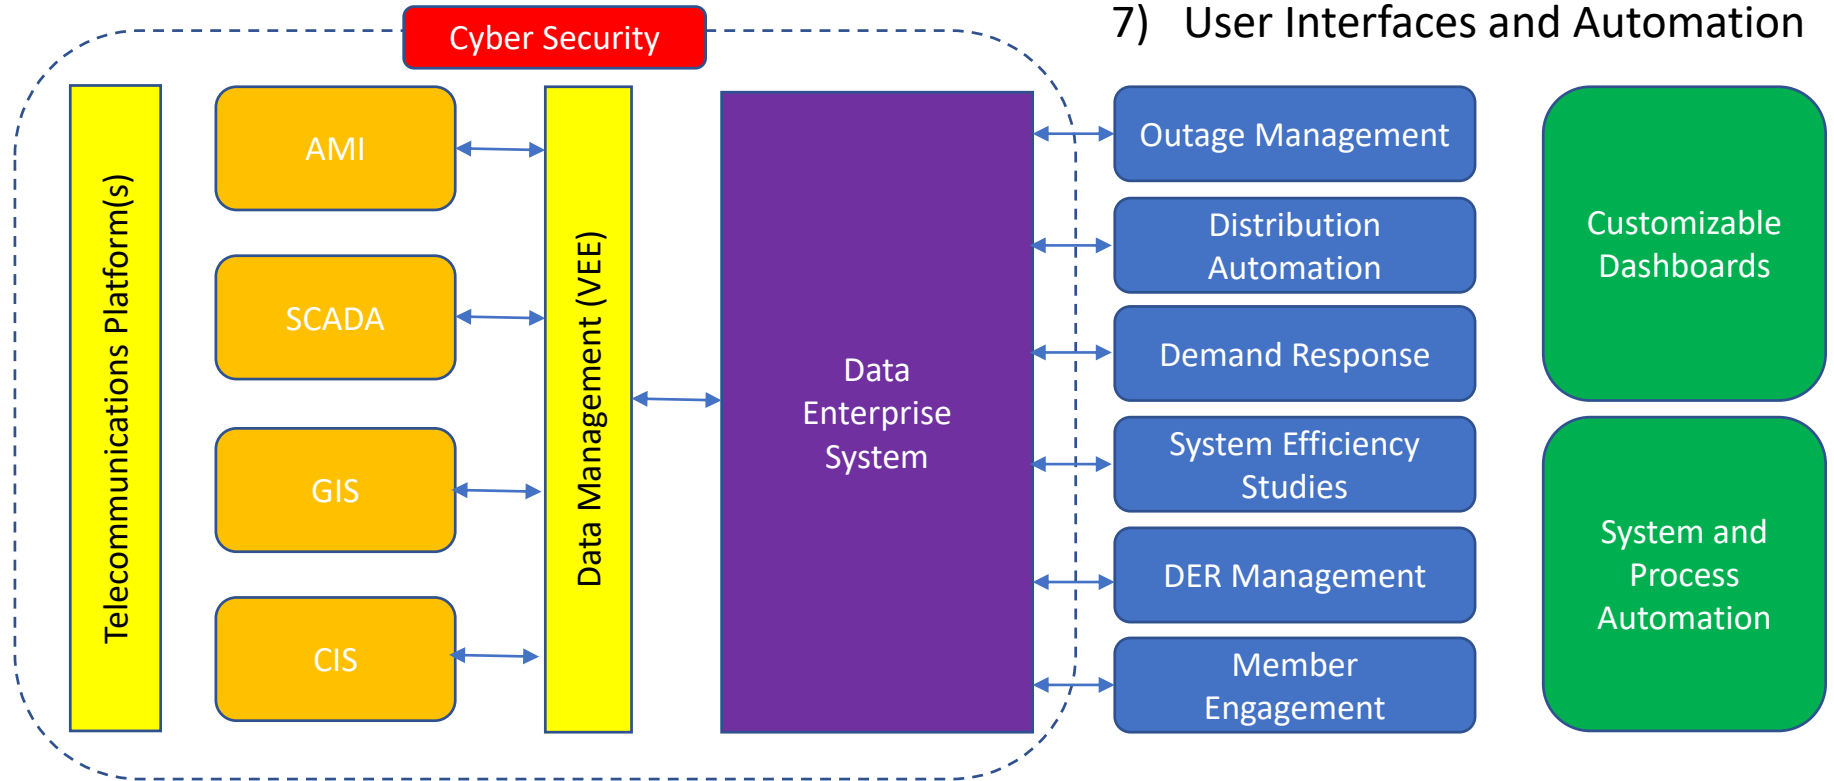 7) User Interfaces and Automation
Cyber Security
Telecommunications Platform(s)
AMI
SCADA
GIS
CIS
Data Management (VEE)
Data
Enterprise
System
Outage Management
Distribution
Automation
Demand Response
System Efficiency
Studies
DER Management
Member
Engagement
Customizable
Dashboards
System and
Process
Automation